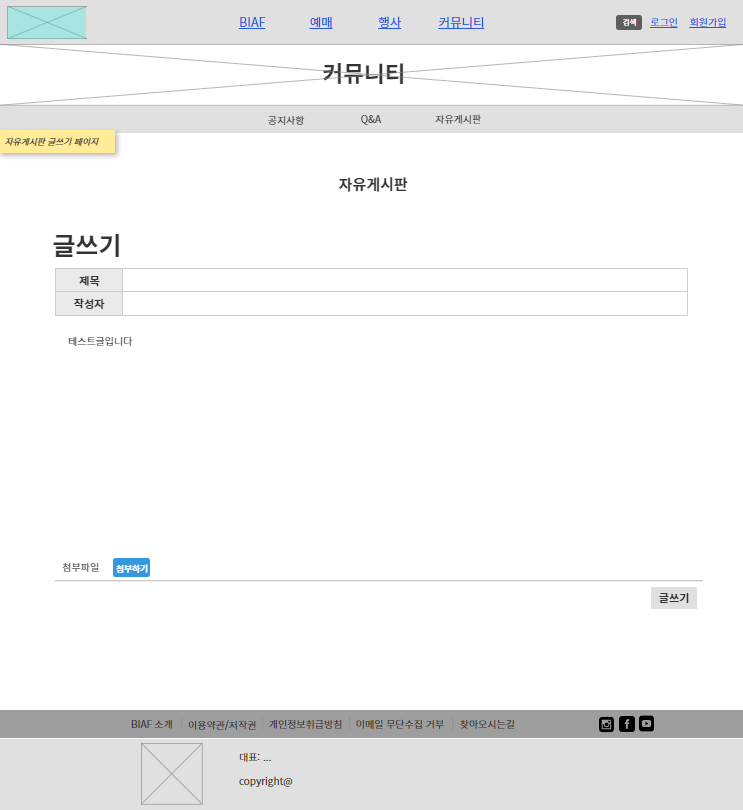 BIAF 예매 행사 커뮤니티 검색 로그인 회원가입
커뮤니티
공지사항 Q&A 자유게시판
자유게시판 글쓰기 페이지
자유게시판
글쓰기
제목
작성자
테스트글입니다
첨부파일 첨부하기
글쓰기
BIAF 소개 이용약관/저작권 개인정보취급방침 이메일 무단수집 거부 찾아오시는길
대표: ...
copyright@